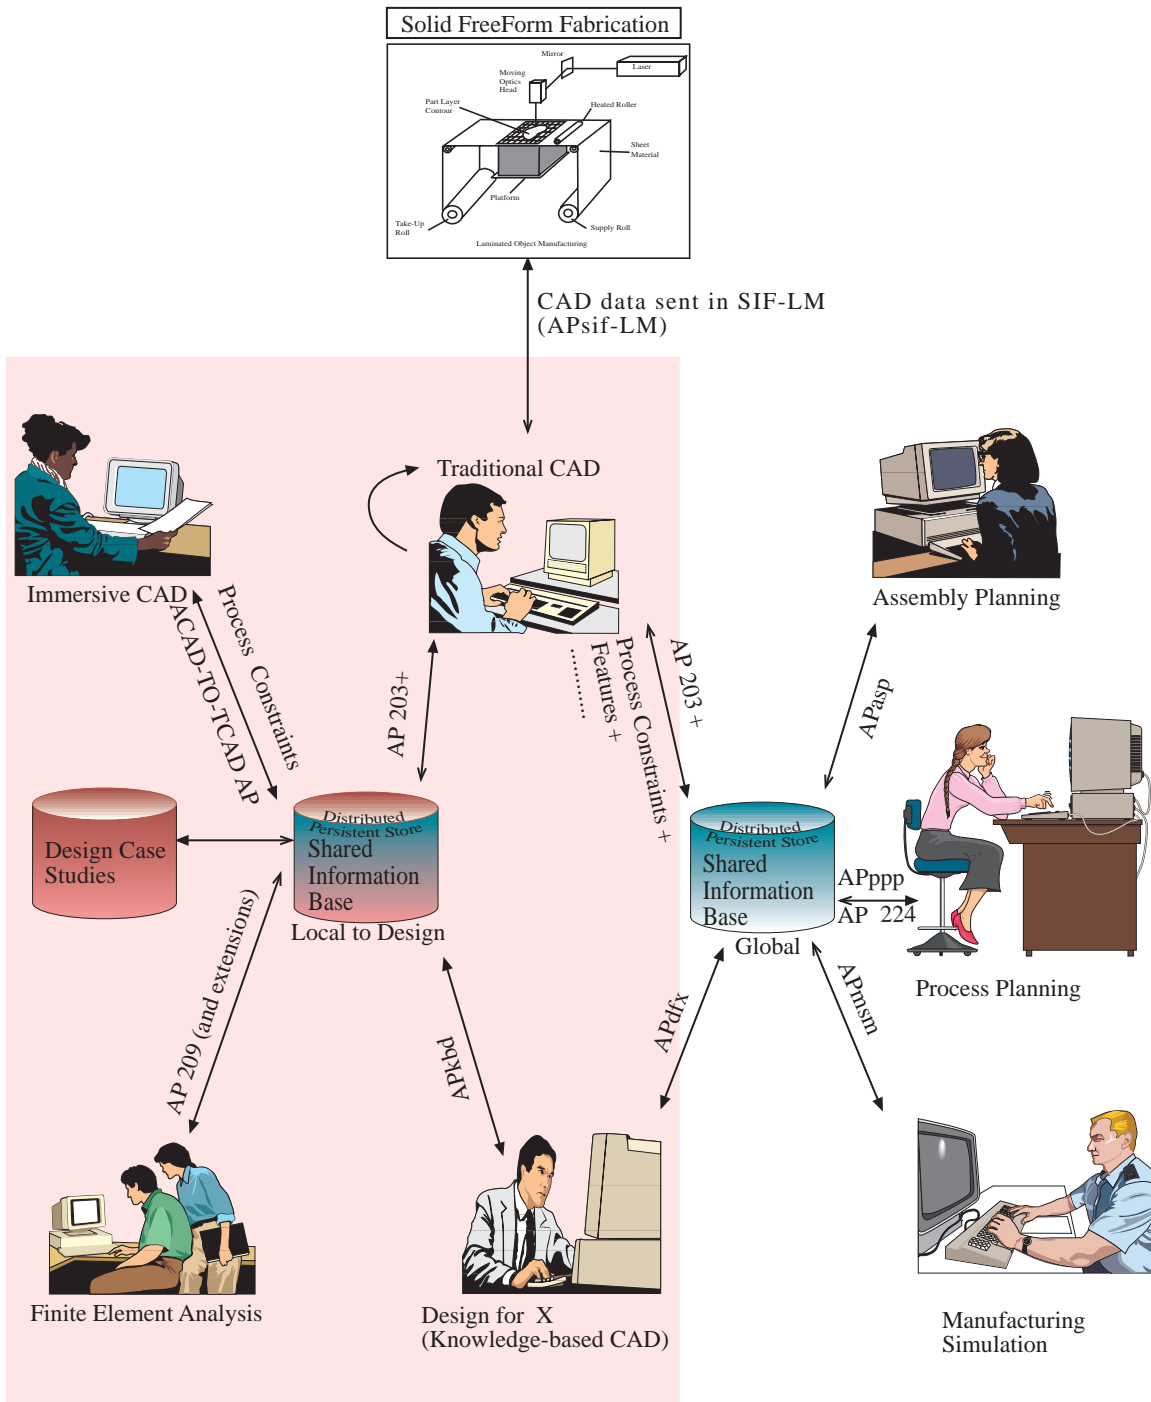 Solid FreeForm Fabrication
Mirror
Laser
Moving
Optics
Head
Part Layer
Contour
Heated Roller
Sheet
Material
Platform
Take-Up
Roll
Supply Roll
Laminated Object Manufacturing
CAD data sent in SIF-LM
(APsif-LM)
Traditional CAD
Immersive CAD
Assembly Planning
Process Constraints
ACAD-TO-TCAD AP
AP 203+
AP 203 +
Process Constraints +
Features +
..........
APasp
Design Case
Studies
Distributed
Persistent Store
Shared
Information
Base
Local to Design
Distributed
Persistent Store
Shared
Information
Base
Global
APppp
AP 224
Process Planning
AP 209 (and extensions)
APkbd
APdfx
APmsm
Finite Element Analysis
Design for X
(Knowledge-based CAD)
Manufacturing
Simulation